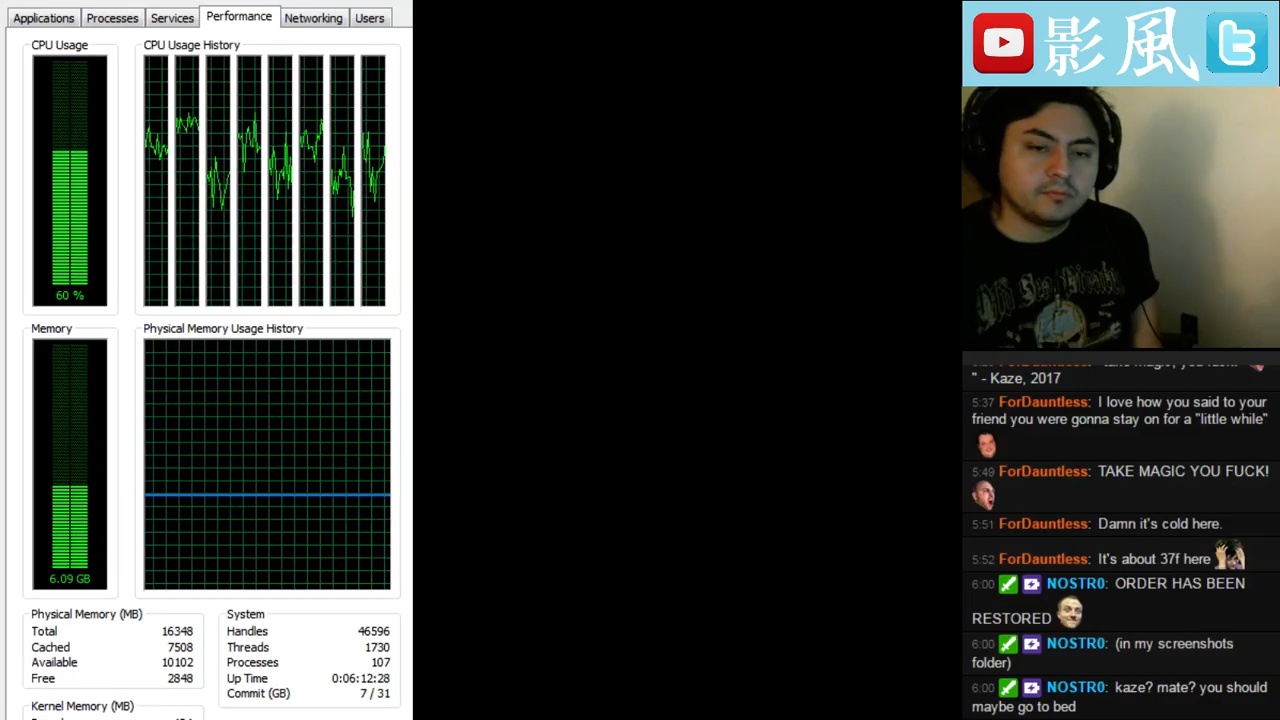 Applications Processes Services Performance Networking Users
CPU Usage
60 %
CPU Usage History
Memory
6.09 GB
Physical Memory Usage History
Physical Memory (MB)
Total 16348
Cached 7508
Available 10102
Free 2848
System
Handles 46596
Threads 1730
Processes 107
Up Time 0:06:12:28
Commit (GB) 7 / 31
Kernel Memory (MB)
影風
" - Kaze, 2017
5:37 ForDauntless: I love how you said to your
friend you were gonna stay on for a "little while"
5:49 ForDauntless: TAKE MAGIC YOU FUCK!
5:51 ForDauntless: Damn it's cold here.
5:52 ForDauntless: It's about 37f here
6:00 NOSTR0: ORDER HAS BEEN
RESTORED
6:00 NOSTR0: (in my screenshots
folder)
6:00 NOSTR0: kaze? mate? you should
maybe go to bed